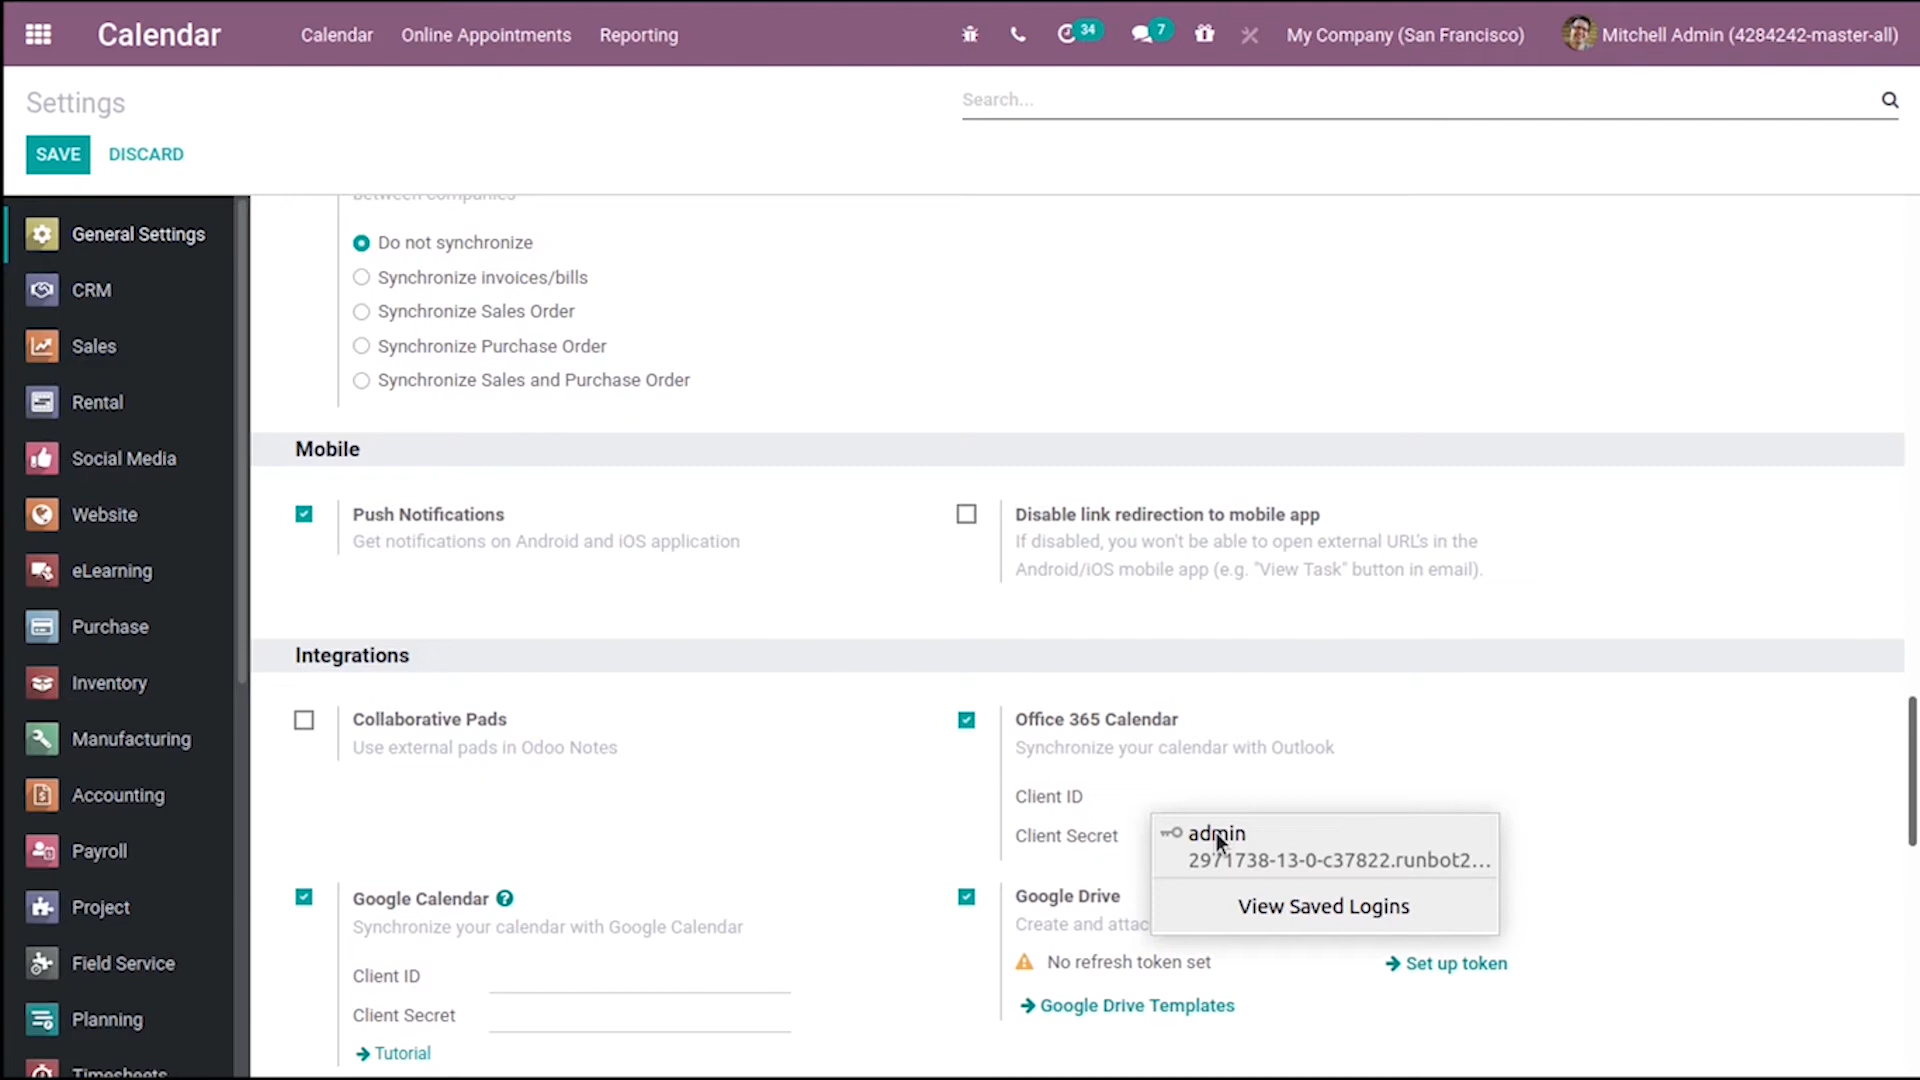 Calendar
Calendar
Online Appointments
Reporting
34
7
My Company (San Francisco)
Mitchell Admin (4284242-master-all)
Settings
Search...
SAVE
DISCARD
General Settings
CRM
Sales
Rental
Social Media
Website
eLearning
Purchase
Inventory
Manufacturing
Accounting
Payroll
Project
Field Service
Planning
Timesheets
between companies
Do not synchronize
Synchronize invoices/bills
Synchronize Sales Order
Synchronize Purchase Order
Synchronize Sales and Purchase Order
Mobile
Push Notifications
Get notifications on Android and iOS application
Disable link redirection to mobile app
If disabled, you won't be able to open external URL's in the
Android/iOS mobile app (e.g. "View Task" button in email).
Integrations
Collaborative Pads
Use external pads in Odoo Notes
Office 365 Calendar
Synchronize your calendar with Outlook
Client ID
Client Secret
admin
2971738-13-0-c37822.runbot2...
View Saved Logins
Google Calendar
Synchronize your calendar with Google Calendar
Client ID
Client Secret
Tutorial
Google Drive
Create and attac
No refresh token set
Set up token
Google Drive Templates